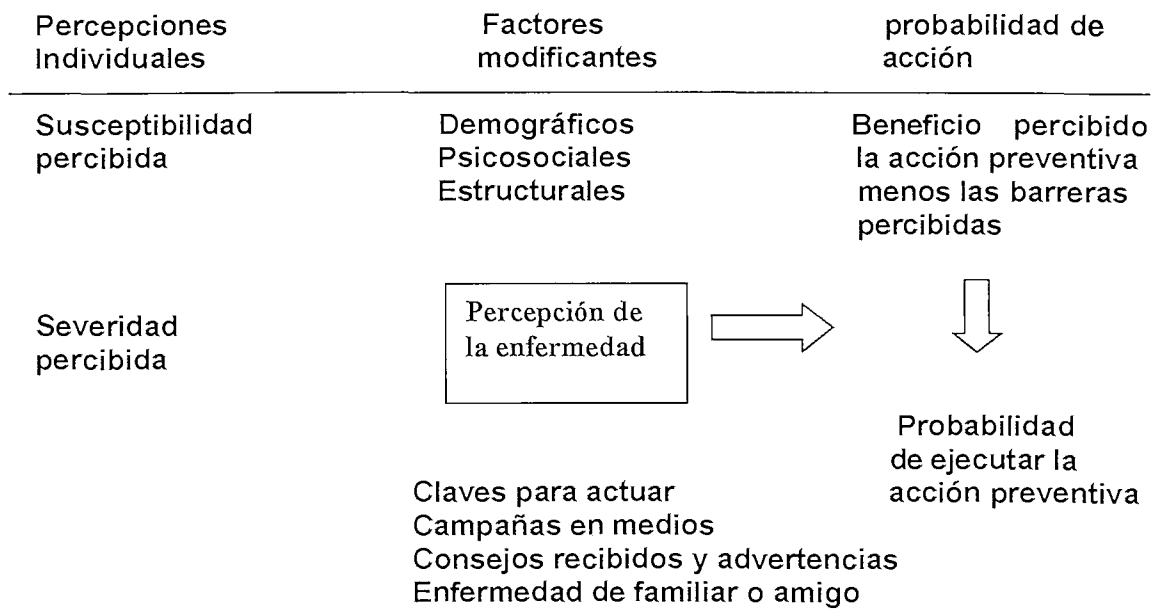 Percepciones
Individuales
Factores
modificantes
probabilidad de
acción
Susceptibilidad
percibida
Demográficos
Psicosociales
Estructurales
Beneficio percibido
la acción preventiva
menos las barreras
percibidas
Severidad
percibida
Percepción de
la enfermedad
Probabilidad
de ejecutar la
acción preventiva
Claves para actuar
Campañas en medios
Consejos recibidos y advertencias
Enfermedad de familiar o amigo